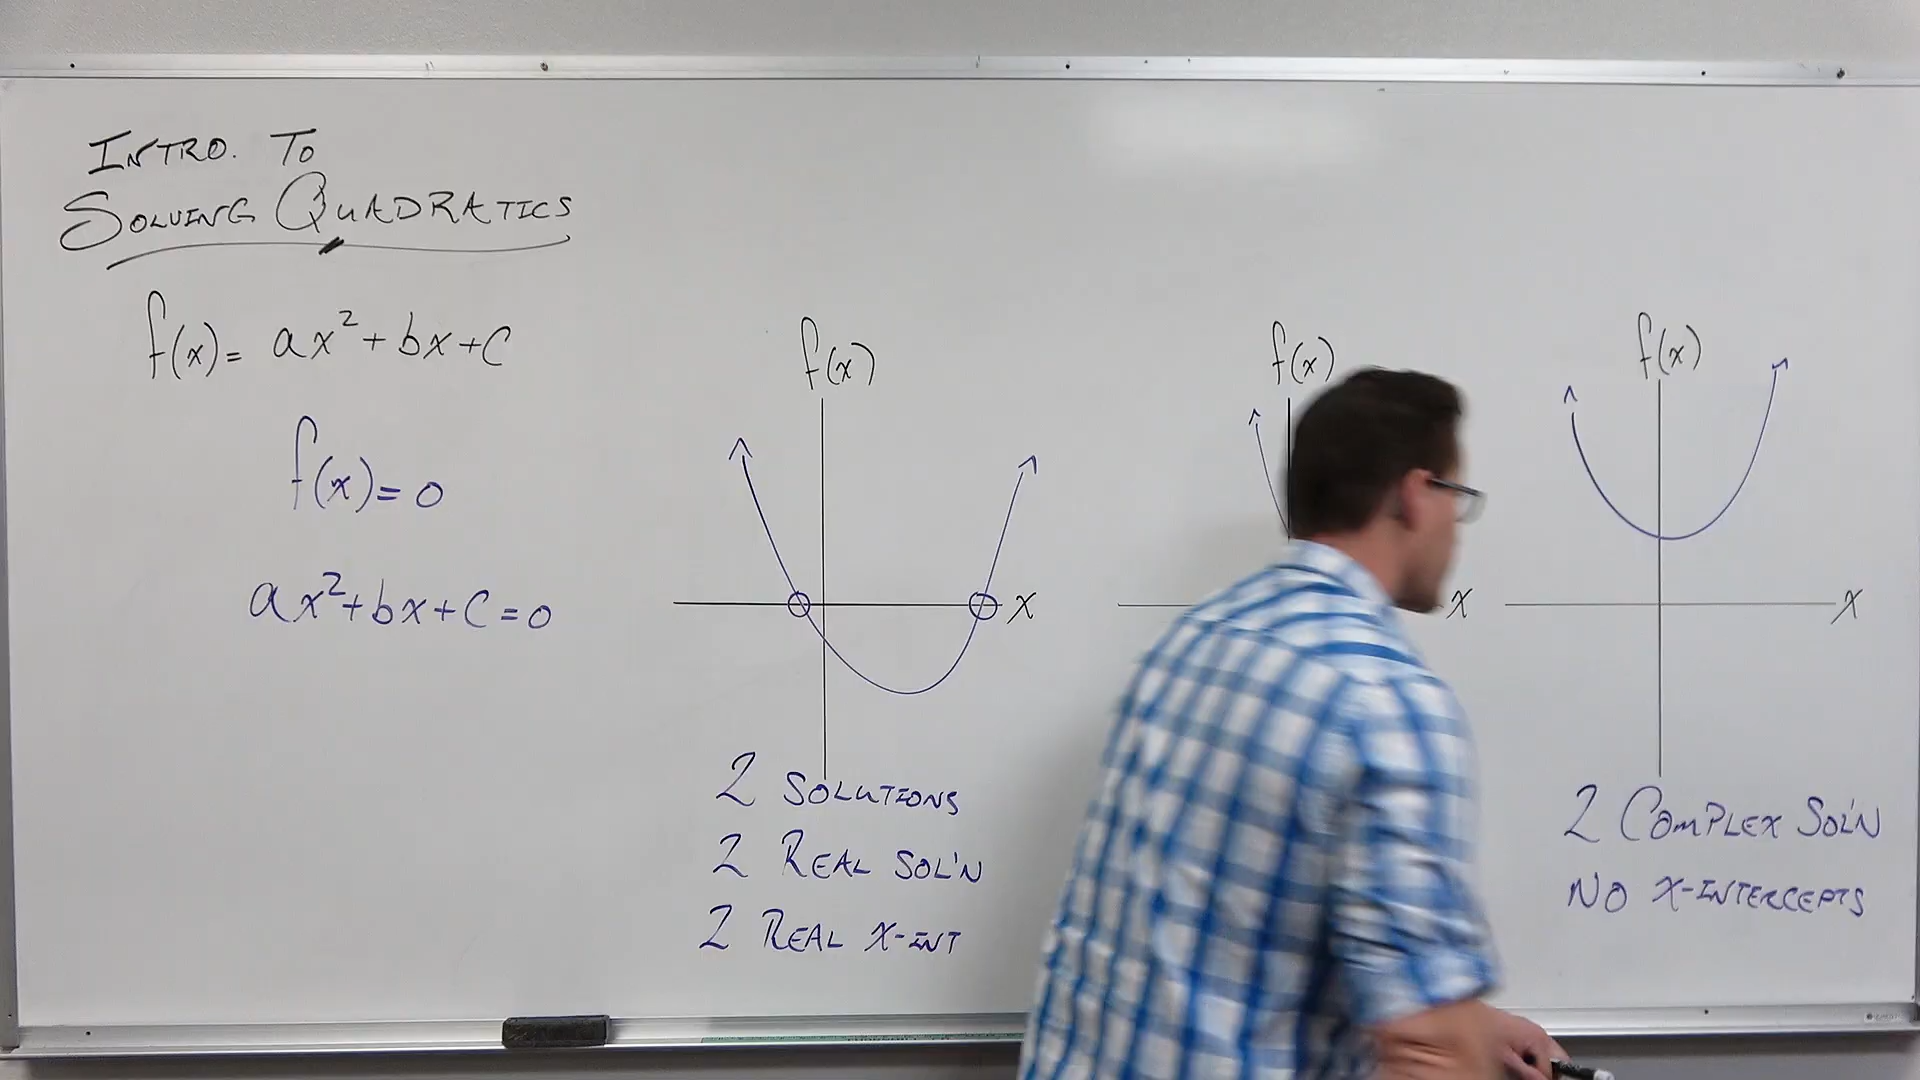 INTRO. TO
SOLVING QUADRATICS
f(x) = ax² + bx + C
f(x) = 0
ax² + bx + C = 0
f(x)
x
2 SOLUTIONS
2 REAL SOL'N
2 REAL X-INT
f(x)
x
f(x)
x
2 COMPLEX SOL'N
NO X-INTERCEPTS